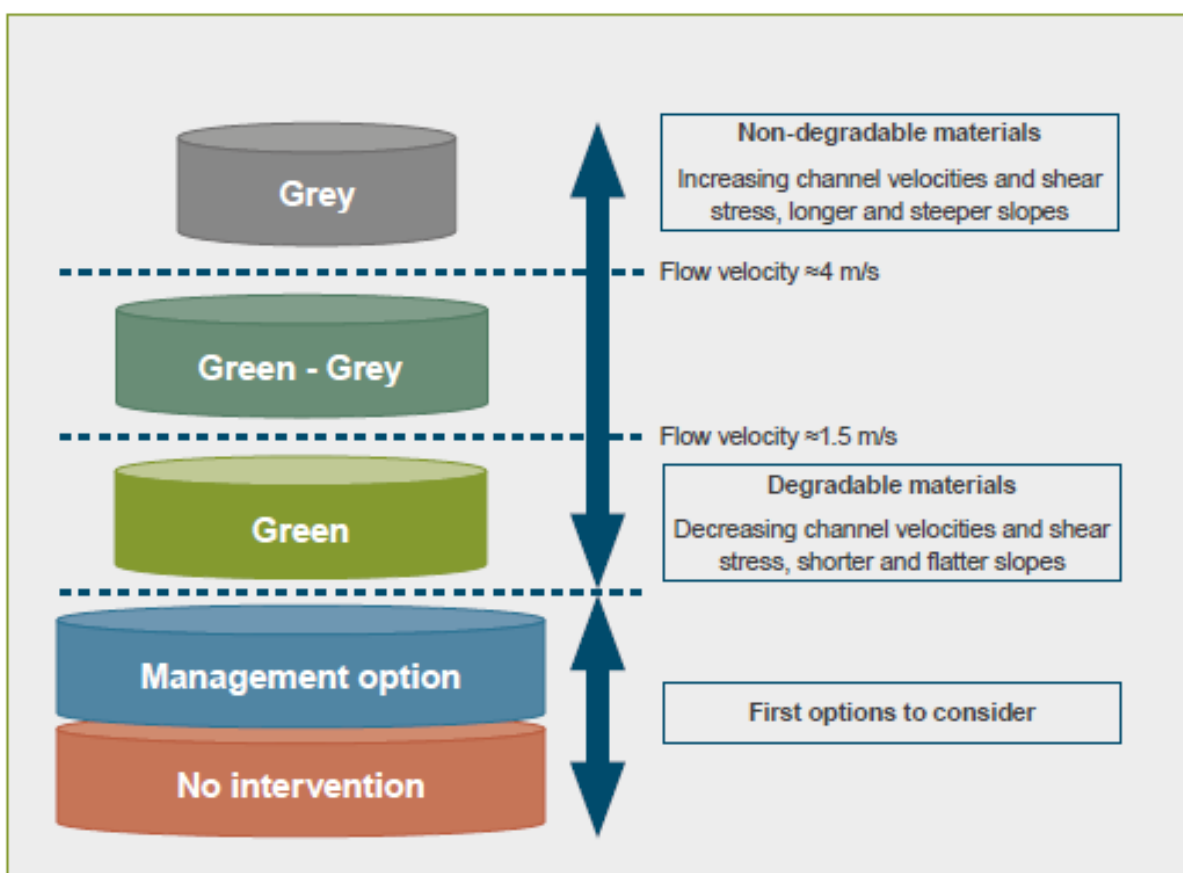 Grey
Non-degradable materials
Increasing channel velocities and shear
stress, longer and steeper slopes
Flow velocity ≈4 m/s
Green - Grey
Flow velocity ≈1.5 m/s
Green
Degradable materials
Decreasing channel velocities and shear
stress, shorter and flatter slopes
Management option
First options to consider
No intervention